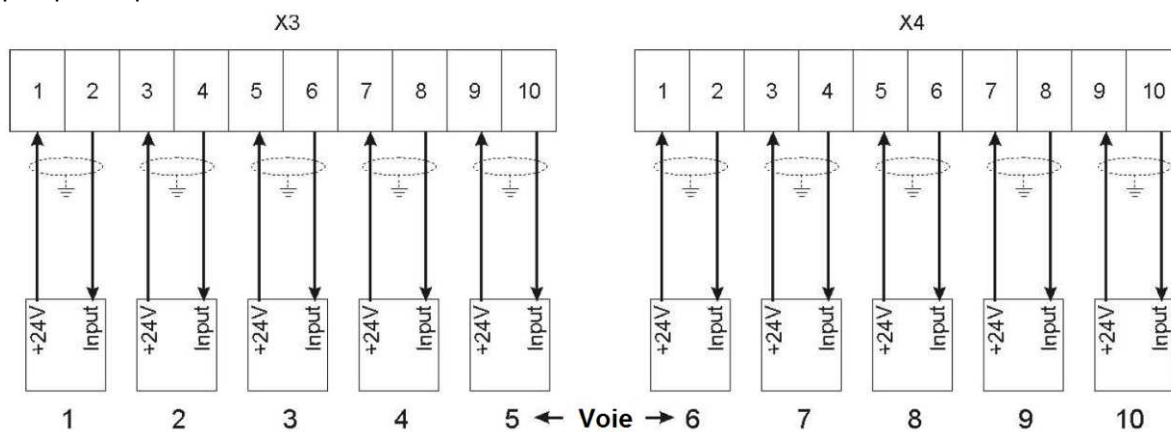 X3 X4
1 2 3 4 5 6 7 8 9 10 1 2 3 4 5 6 7 8 9 10
+24V Input +24V Input +24V Input +24V Input +24V Input +24V Input +24V Input +24V Input +24V Input +24V Input
1 2 3 4 5 ← Voie → 6 7 8 9 10